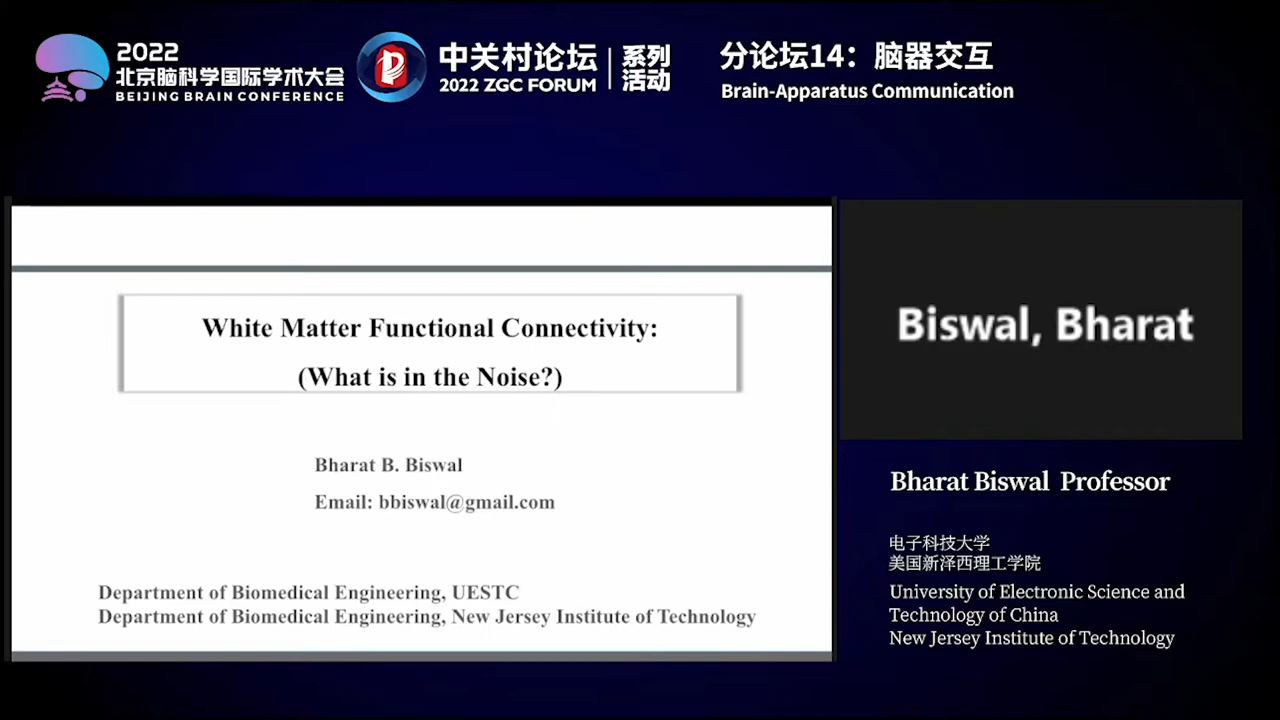 2022
北京脑科学国际学术大会
BEIJING BRAIN CONFERENCE
中关村论坛
2022 ZGC FORUM
系列
活动
分论坛14：脑器交互
Brain-Apparatus Communication
White Matter Functional Connectivity:
(What is in the Noise?)
Bharat B. Biswal
Email: bbiswal@gmail.com
Department of Biomedical Engineering, UESTC
Department of Biomedical Engineering, New Jersey Institute of Technology
Biswal, Bharat
Bharat Biswal Professor
电子科技大学
美国新泽西理工学院
University of Electronic Science and
Technology of China
New Jersey Institute of Technology